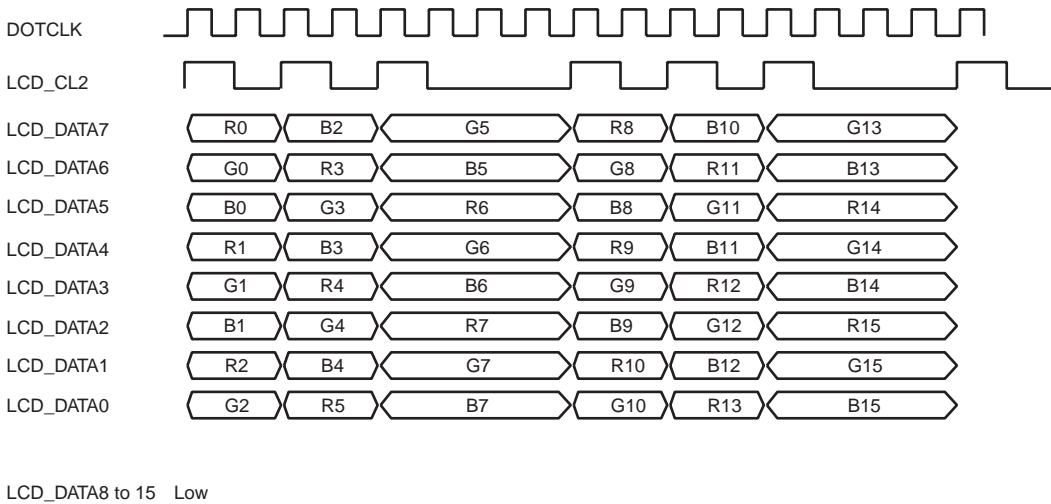 DOTCLK
LCD_CL2
LCD_DATA7 R0 B2 G5 R8 B10 G13
LCD_DATA6 G0 R3 B5 G8 R11 B13
LCD_DATA5 B0 G3 R6 B8 G11 R14
LCD_DATA4 R1 B3 G6 R9 B11 G14
LCD_DATA3 G1 R4 B6 G9 R12 B14
LCD_DATA2 B1 G4 R7 B9 G12 R15
LCD_DATA1 R2 B4 G7 R10 B12 G15
LCD_DATA0 G2 R5 B7 G10 R13 B15
LCD_DATA8 to 15 Low